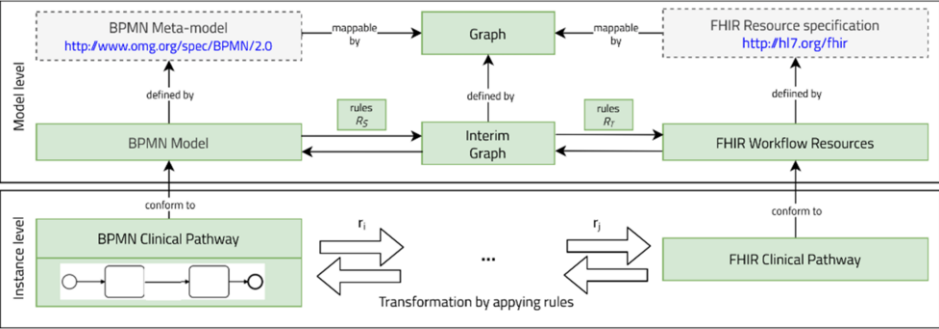 Model level
BPMN Meta-model
http://www.omg.org/spec/BPMN/2.0
mappable
by
Graph
mappable
by
FHIR Resource specification
http://hl7.org/fhir
defined by
defined by
defiined by
BPMN Model
rules
RS
Interim
Graph
rules
RT
FHIR Workflow Resources
Instance level
conform to
conform to
BPMN Clinical Pathway
ri
...
rj
FHIR Clinical Pathway
Transformation by appying rules